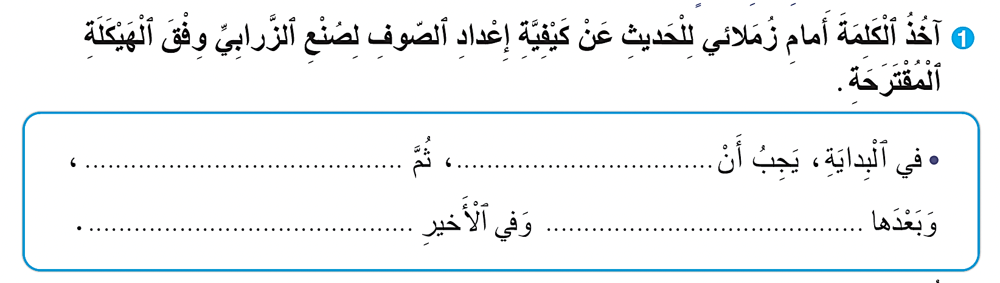 1 آخُذُ ٱلْكَلِمَةَ أَمامِ زُمَلائي لِلْحَديثِ عَنْ كَيْفِيَّةِ إِعْدادِ ٱلصّوفِ لِصُنْعِ ٱلزَّرابِيِّ وِفْقَ ٱلْهَيْكَلَةِ
ٱلْمُقْتَرَحَةِ .
• في ٱلْبِدايَةِ، يَجِبُ أَنْ ..................................، ثُمَّ ..........................................،
وَبَعْدَها .......................................... وَفي ٱلْأَخيرِ ...........................................